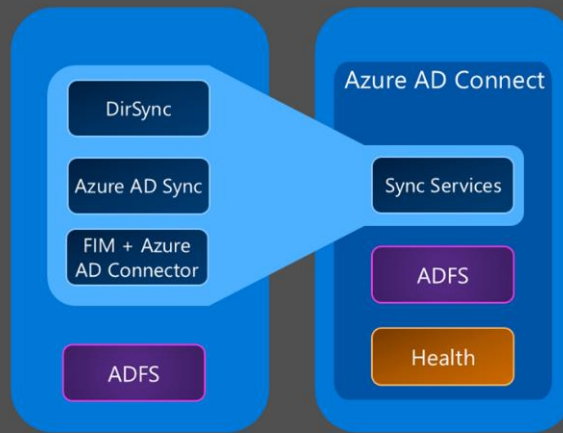 DirSync
Azure AD Sync
FIM + Azure
AD Connector
ADFS
Azure AD Connect
Sync Services
ADFS
Health